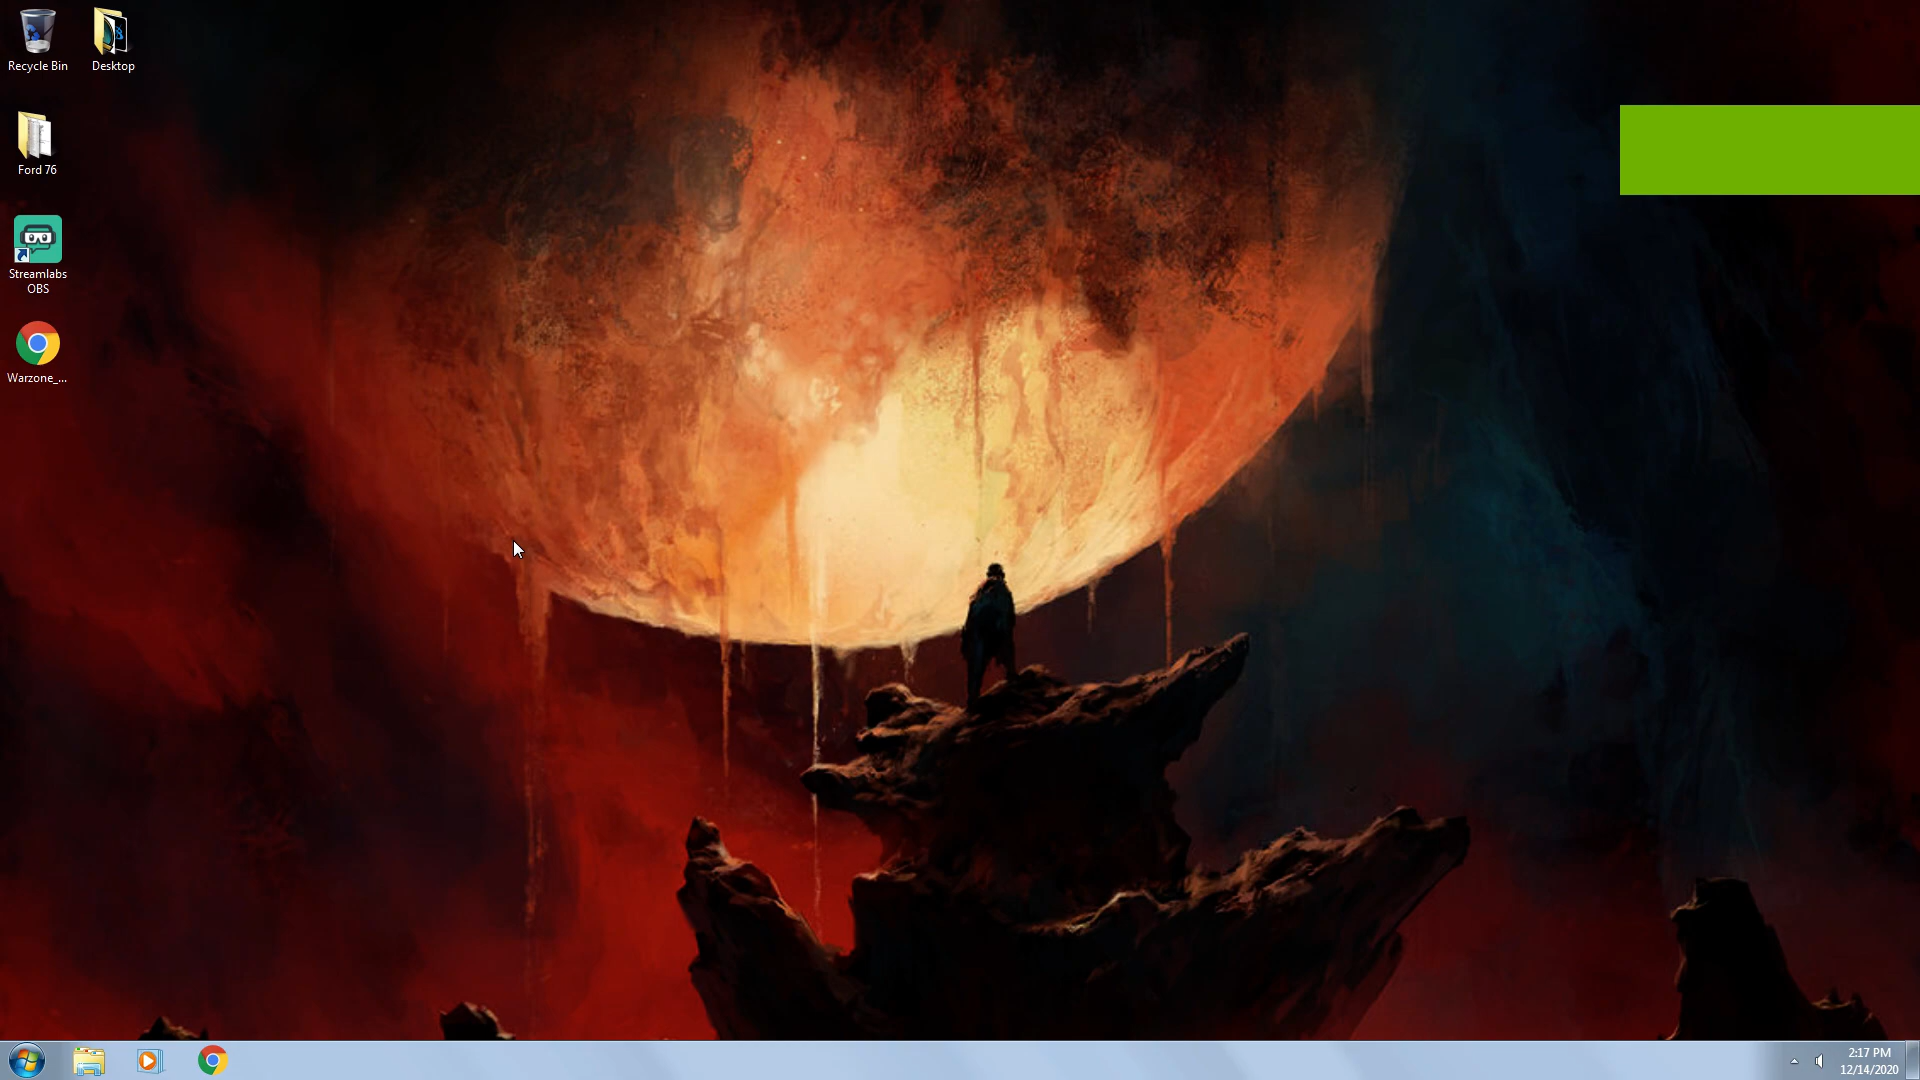 Recycle Bin
Desktop
Ford 76
Streamlabs
OBS
Warzone_...
2:17 PM
12/14/2020